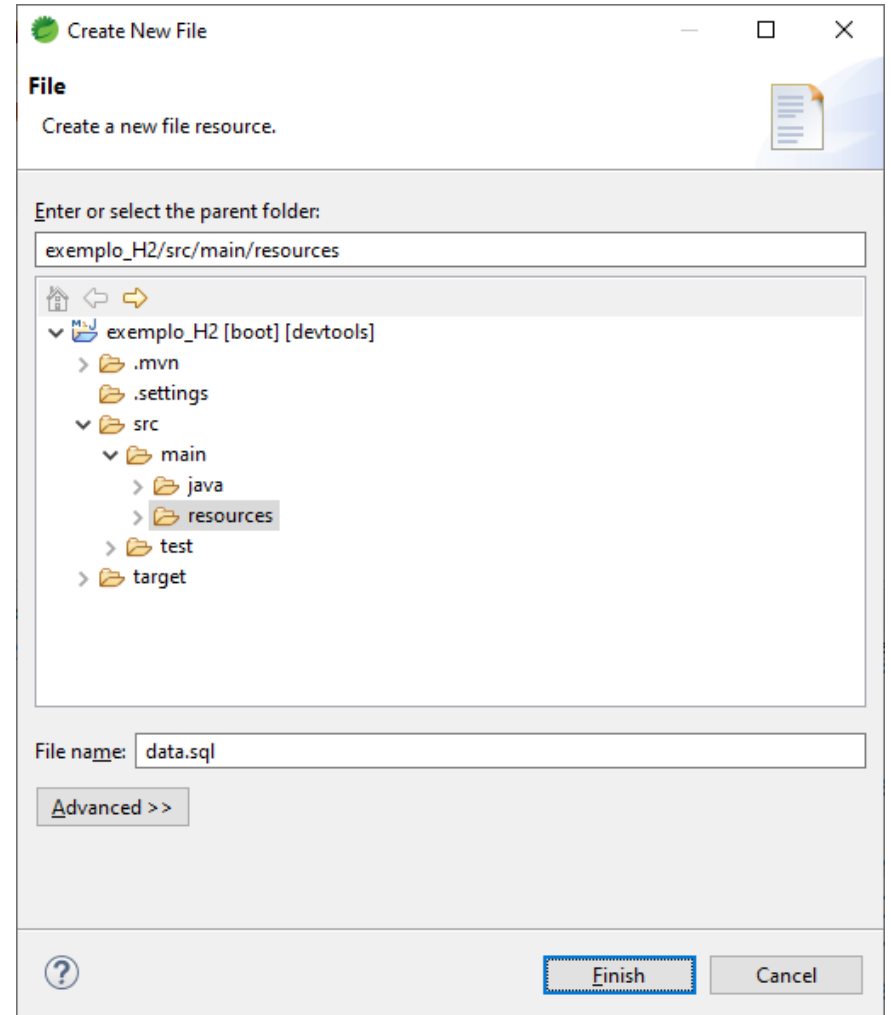 Create New File
File
Create a new file resource.
Enter or select the parent folder:
exemplo_H2/src/main/resources
exemplo_H2 [boot] [devtools]
.mvn
.settings
src
main
java
resources
test
target
File name: data.sql
Advanced >>
Finish Cancel